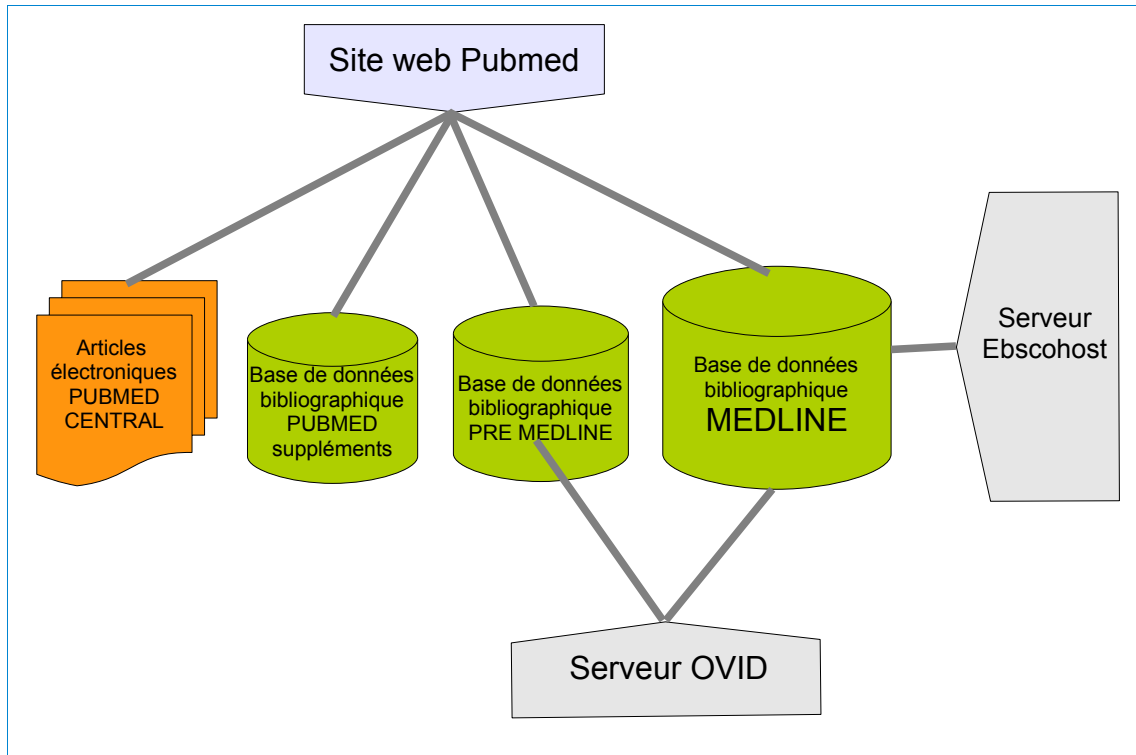 Site web Pubmed
Articles
électroniques
PUBMED
CENTRAL
Base de données
bibliographique
PUBMED
suppléments
Base de données
bibliographique
PRE MEDLINE
Base de données
bibliographique
MEDLINE
Serveur
Ebscohost
Serveur OVID